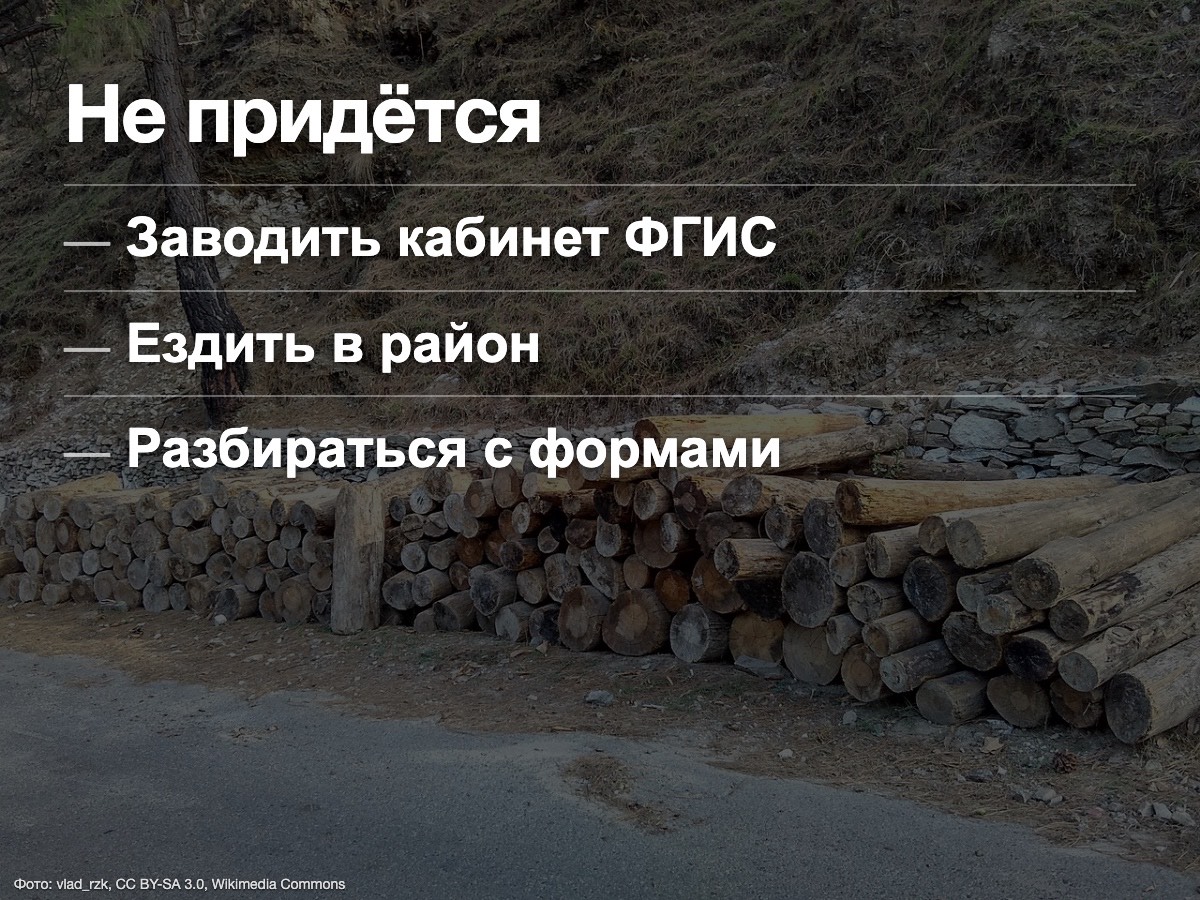 Не придётся
— Заводить кабинет ФГИС
— Ездить в район
— Разбираться с формами
Фото: vlad_rzk, CC BY-SA 3.0, Wikimedia Commons